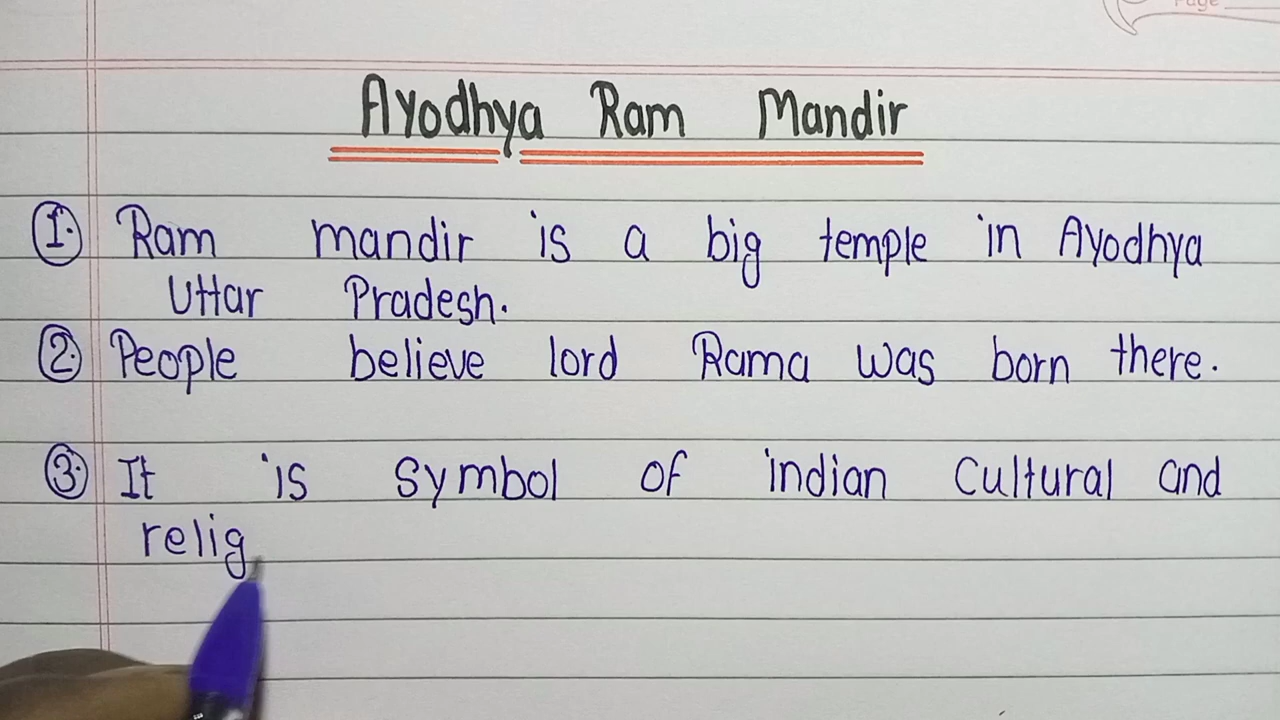 Page
Ayodhya Ram Mandir
1. Ram mandir is a big temple in Ayodhya
Uttar Pradesh.
2. People believe lord Rama was born there.
3. It is Symbol of indian Cultural and
relig